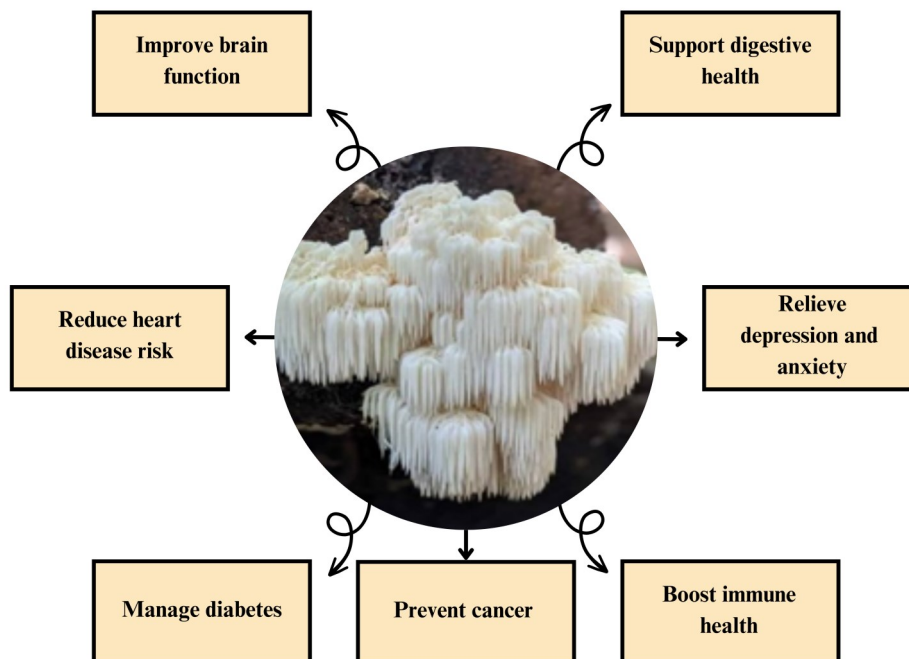 Improve brain
function
Support digestive
health
Reduce heart
disease risk
Relieve
depression and
anxiety
Manage diabetes
Prevent cancer
Boost immune
health